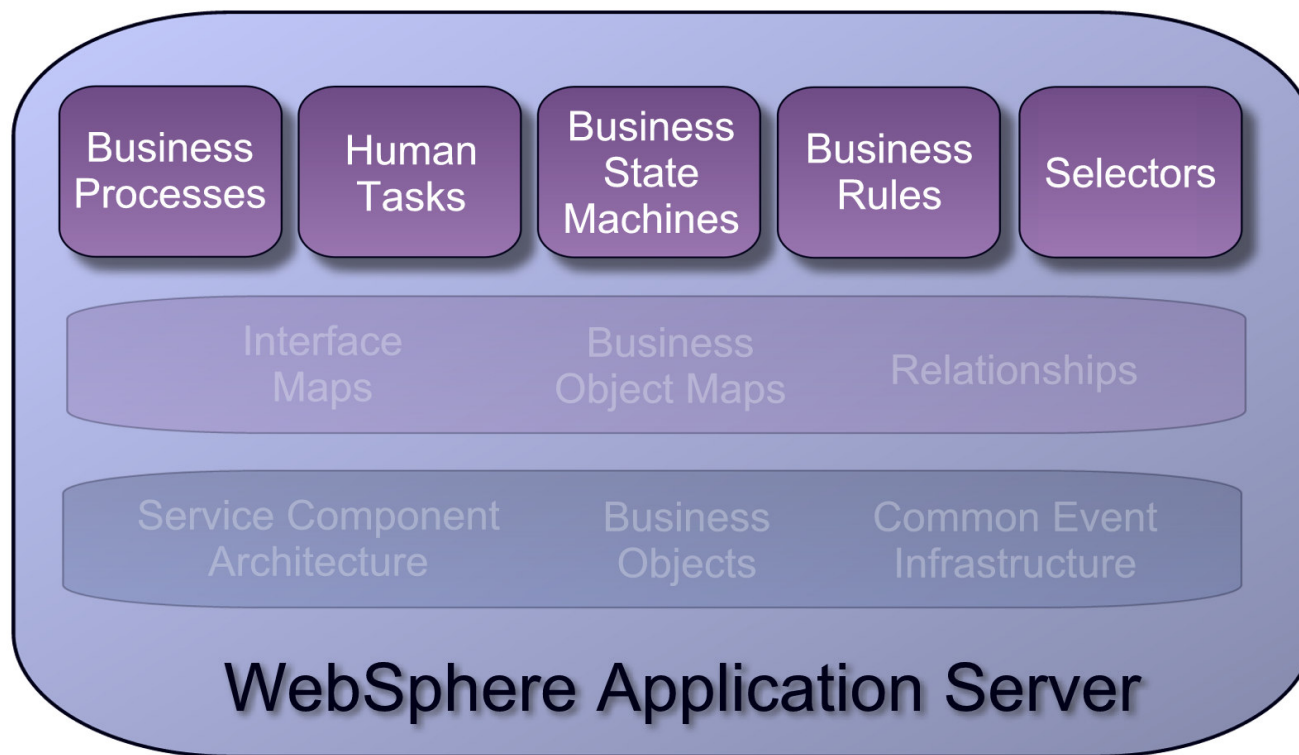 Business
Processes
Human
Tasks
Business
State
Machines
Business
Rules
Selectors
Interface
Maps
Business
Object Maps
Relationships
Service Component
Architecture
Business
Objects
Common Event
Infrastructure
WebSphere Application Server